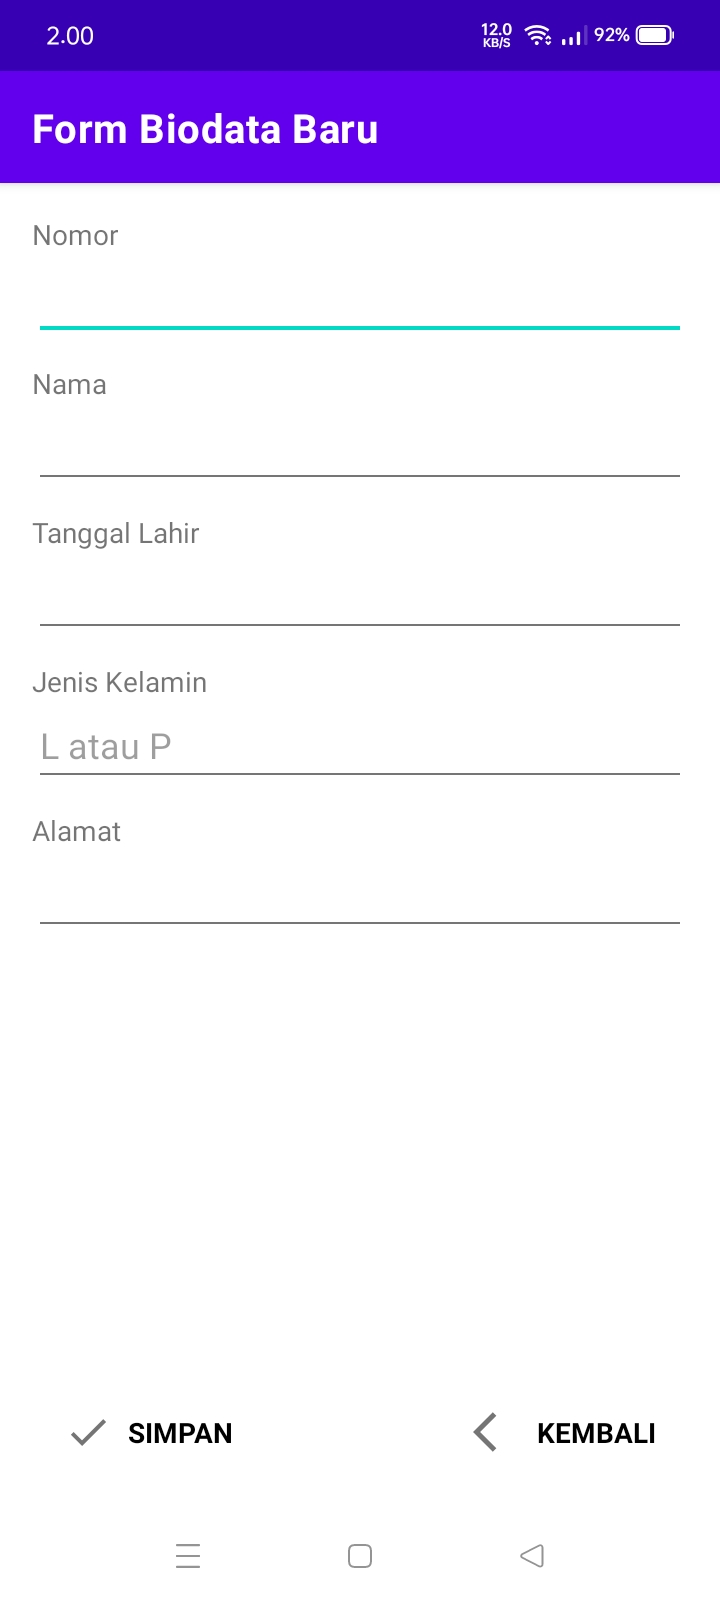 2.00 12.0 KB/S 92%
Form Biodata Baru
Nomor
Nama
Tanggal Lahir
Jenis Kelamin
L atau P
Alamat
SIMPAN KEMBALI